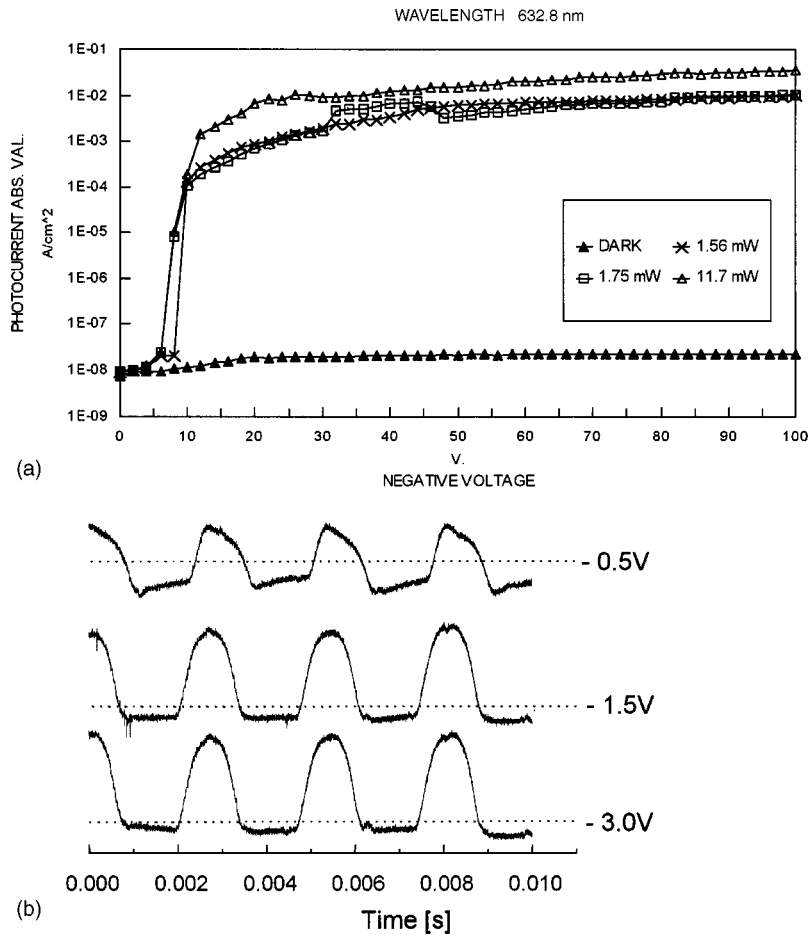 WAVELENGTH 632.8 nm
PHOTOCURRENT ABS. VAL.
A/cm^2
1E-01
1E-02
1E-03
1E-04
1E-05
1E-06
1E-07
1E-08
1E-09
DARK 1.56 mW
1.75 mW 11.7 mW
0 10 20 30 40 50 60 70 80 90 100
V.
NEGATIVE VOLTAGE
(a)
- 0.5V
- 1.5V
- 3.0V
0.000 0.002 0.004 0.006 0.008 0.010
Time [s]
(b)